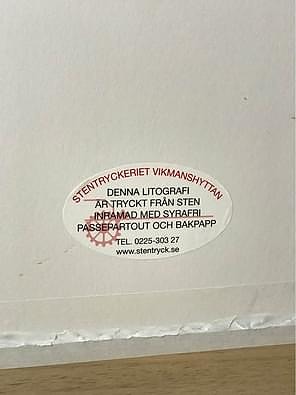 STENTRYCKERIET VIKMANSHYTTAN
DENNA LITOGRAFI
ÄR TRYCKT FRÅN STEN
INRAMAD MED SYRAFRI
PASSEPARTOUT OCH BAKPAPP
TEL. 0225-303 27
www.stentryck.se